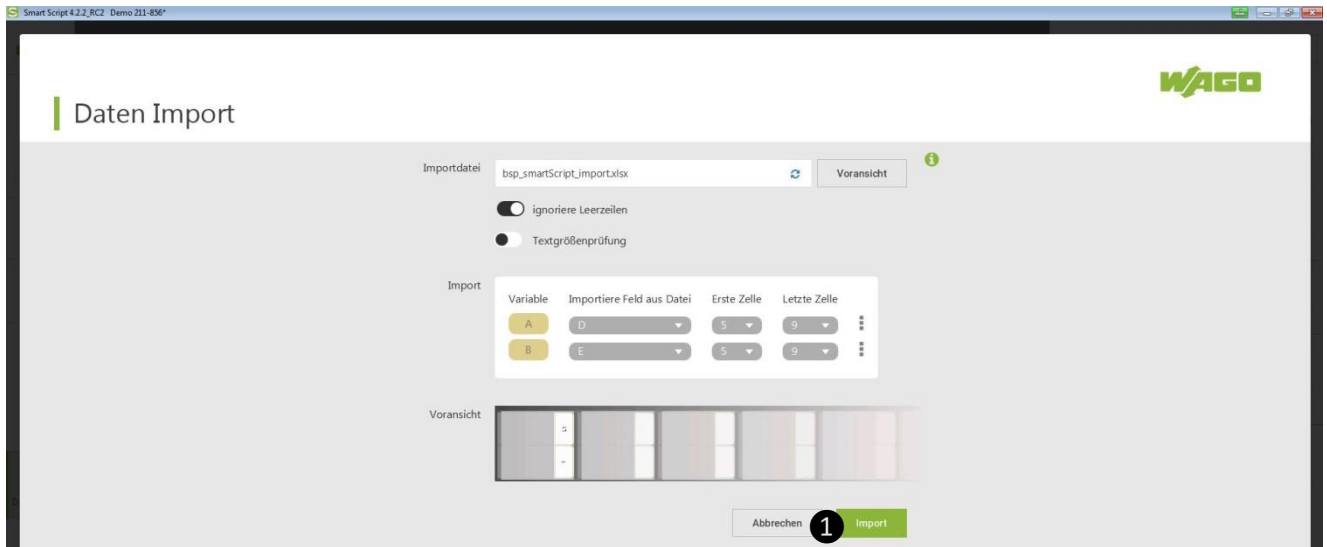 Smart Script 4.2.2_RC2 Demo 211-856*
WAGO
Daten Import
Importdatei bsp_smartScript_import.xlsx Voransicht
ignoriere Leerzeilen
Textgrößenprüfung
Import
Variable Importiere Feld aus Datei Erste Zelle Letzte Zelle
A D 5 9
B E 5 9
Voransicht
Abbrechen 1 Import